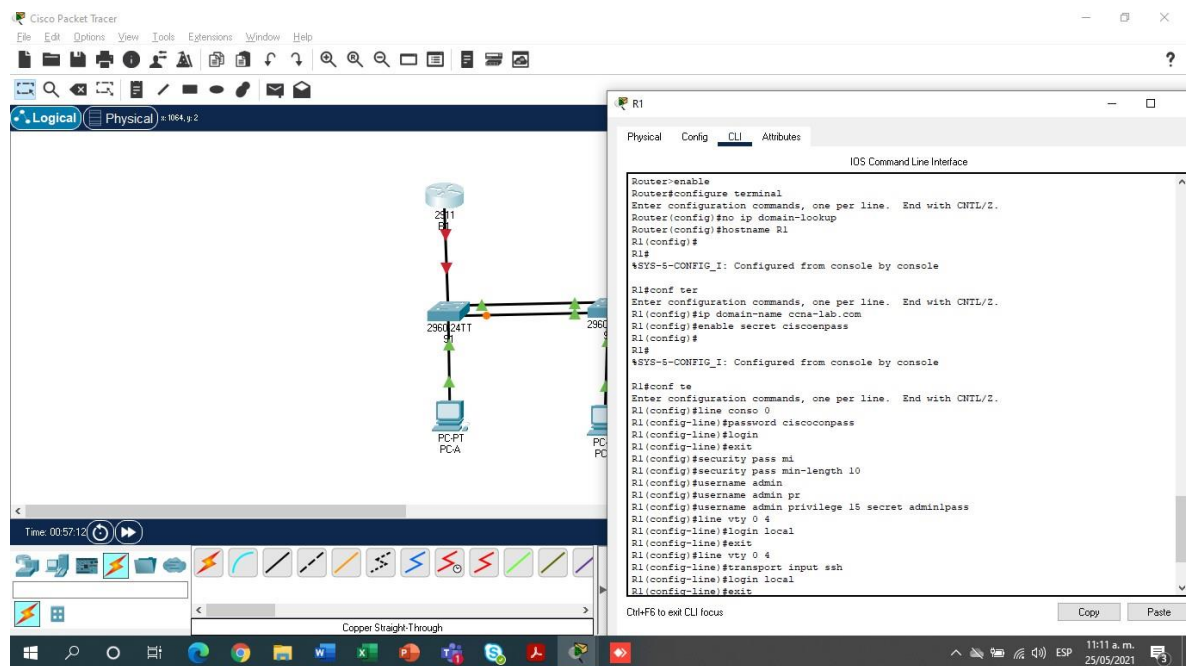 Cisco Packet Tracer
File Edit Options View Tools Extensions Window Help
?
Logical Physical x: 1064, y: 2
2911
R1
2960-24TT
S1
PC-PT
PC-A
Time: 00:57:12
Copper Straight-Through
R1
Physical Config CLI Attributes
IOS Command Line Interface
Router>enable
Router#configure terminal
Enter configuration commands, one per line. End with CNTL/Z.
Router(config)#no ip domain-lookup
Router(config)#hostname R1
R1(config)#
R1#
%SYS-5-CONFIG_I: Configured from console by console
R1#conf ter
Enter configuration commands, one per line. End with CNTL/Z.
R1(config)#ip domain-name ccna-lab.com
R1(config)#enable secret ciscoenpass
R1(config)#
R1#
%SYS-5-CONFIG_I: Configured from console by console
R1#conf te
Enter configuration commands, one per line. End with CNTL/Z.
R1(config)#line conso 0
R1(config-line)#password ciscoconpass
R1(config-line)#login
R1(config-line)#exit
R1(config)#security pass mi
R1(config)#security pass min-length 10
R1(config)#username admin
R1(config)#username admin pr
R1(config)#username admin privilege 15 secret admin1pass
R1(config)#line vty 0 4
R1(config-line)#login local
R1(config-line)#exit
R1(config)#line vty 0 4
R1(config-line)#transport input ssh
R1(config-line)#login local
R1(config-line)#exit
Ctrl+F6 to exit CLI focus
Copy Paste
ESP
11:11 a. m.
25/05/2021